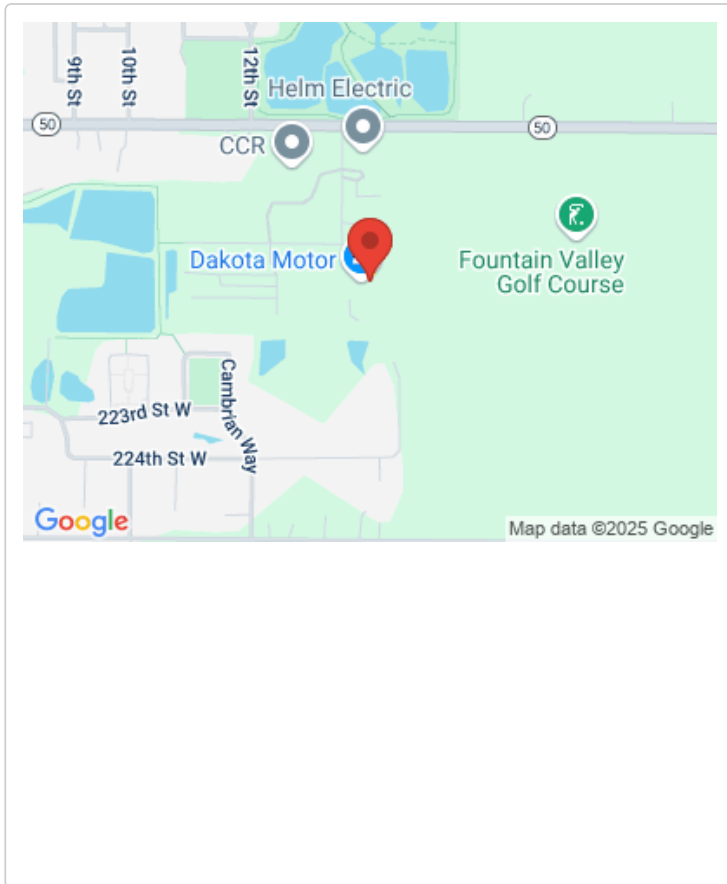 9th St
10th St
12th St
Helm Electric
50
50
CCR
Dakota Motor
Fountain Valley
Golf Course
Cambrian Way
223rd St W
224th St W
Google
Map data ©2025 Google